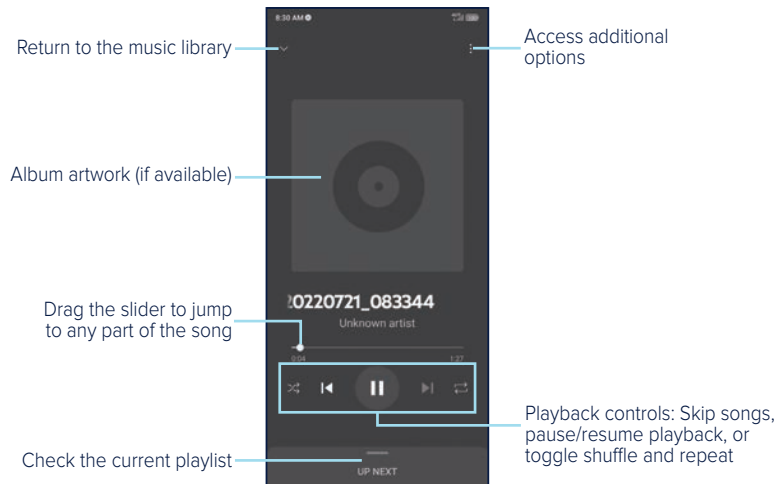 8:30 AM
Return to the music library
Access additional
options
Album artwork (if available)
20220721_083344
Unknown artist
Drag the slider to jump
to any part of the song
0:04
1:27
Playback controls: Skip songs,
pause/resume playback, or
toggle shuffle and repeat
Check the current playlist
UP NEXT